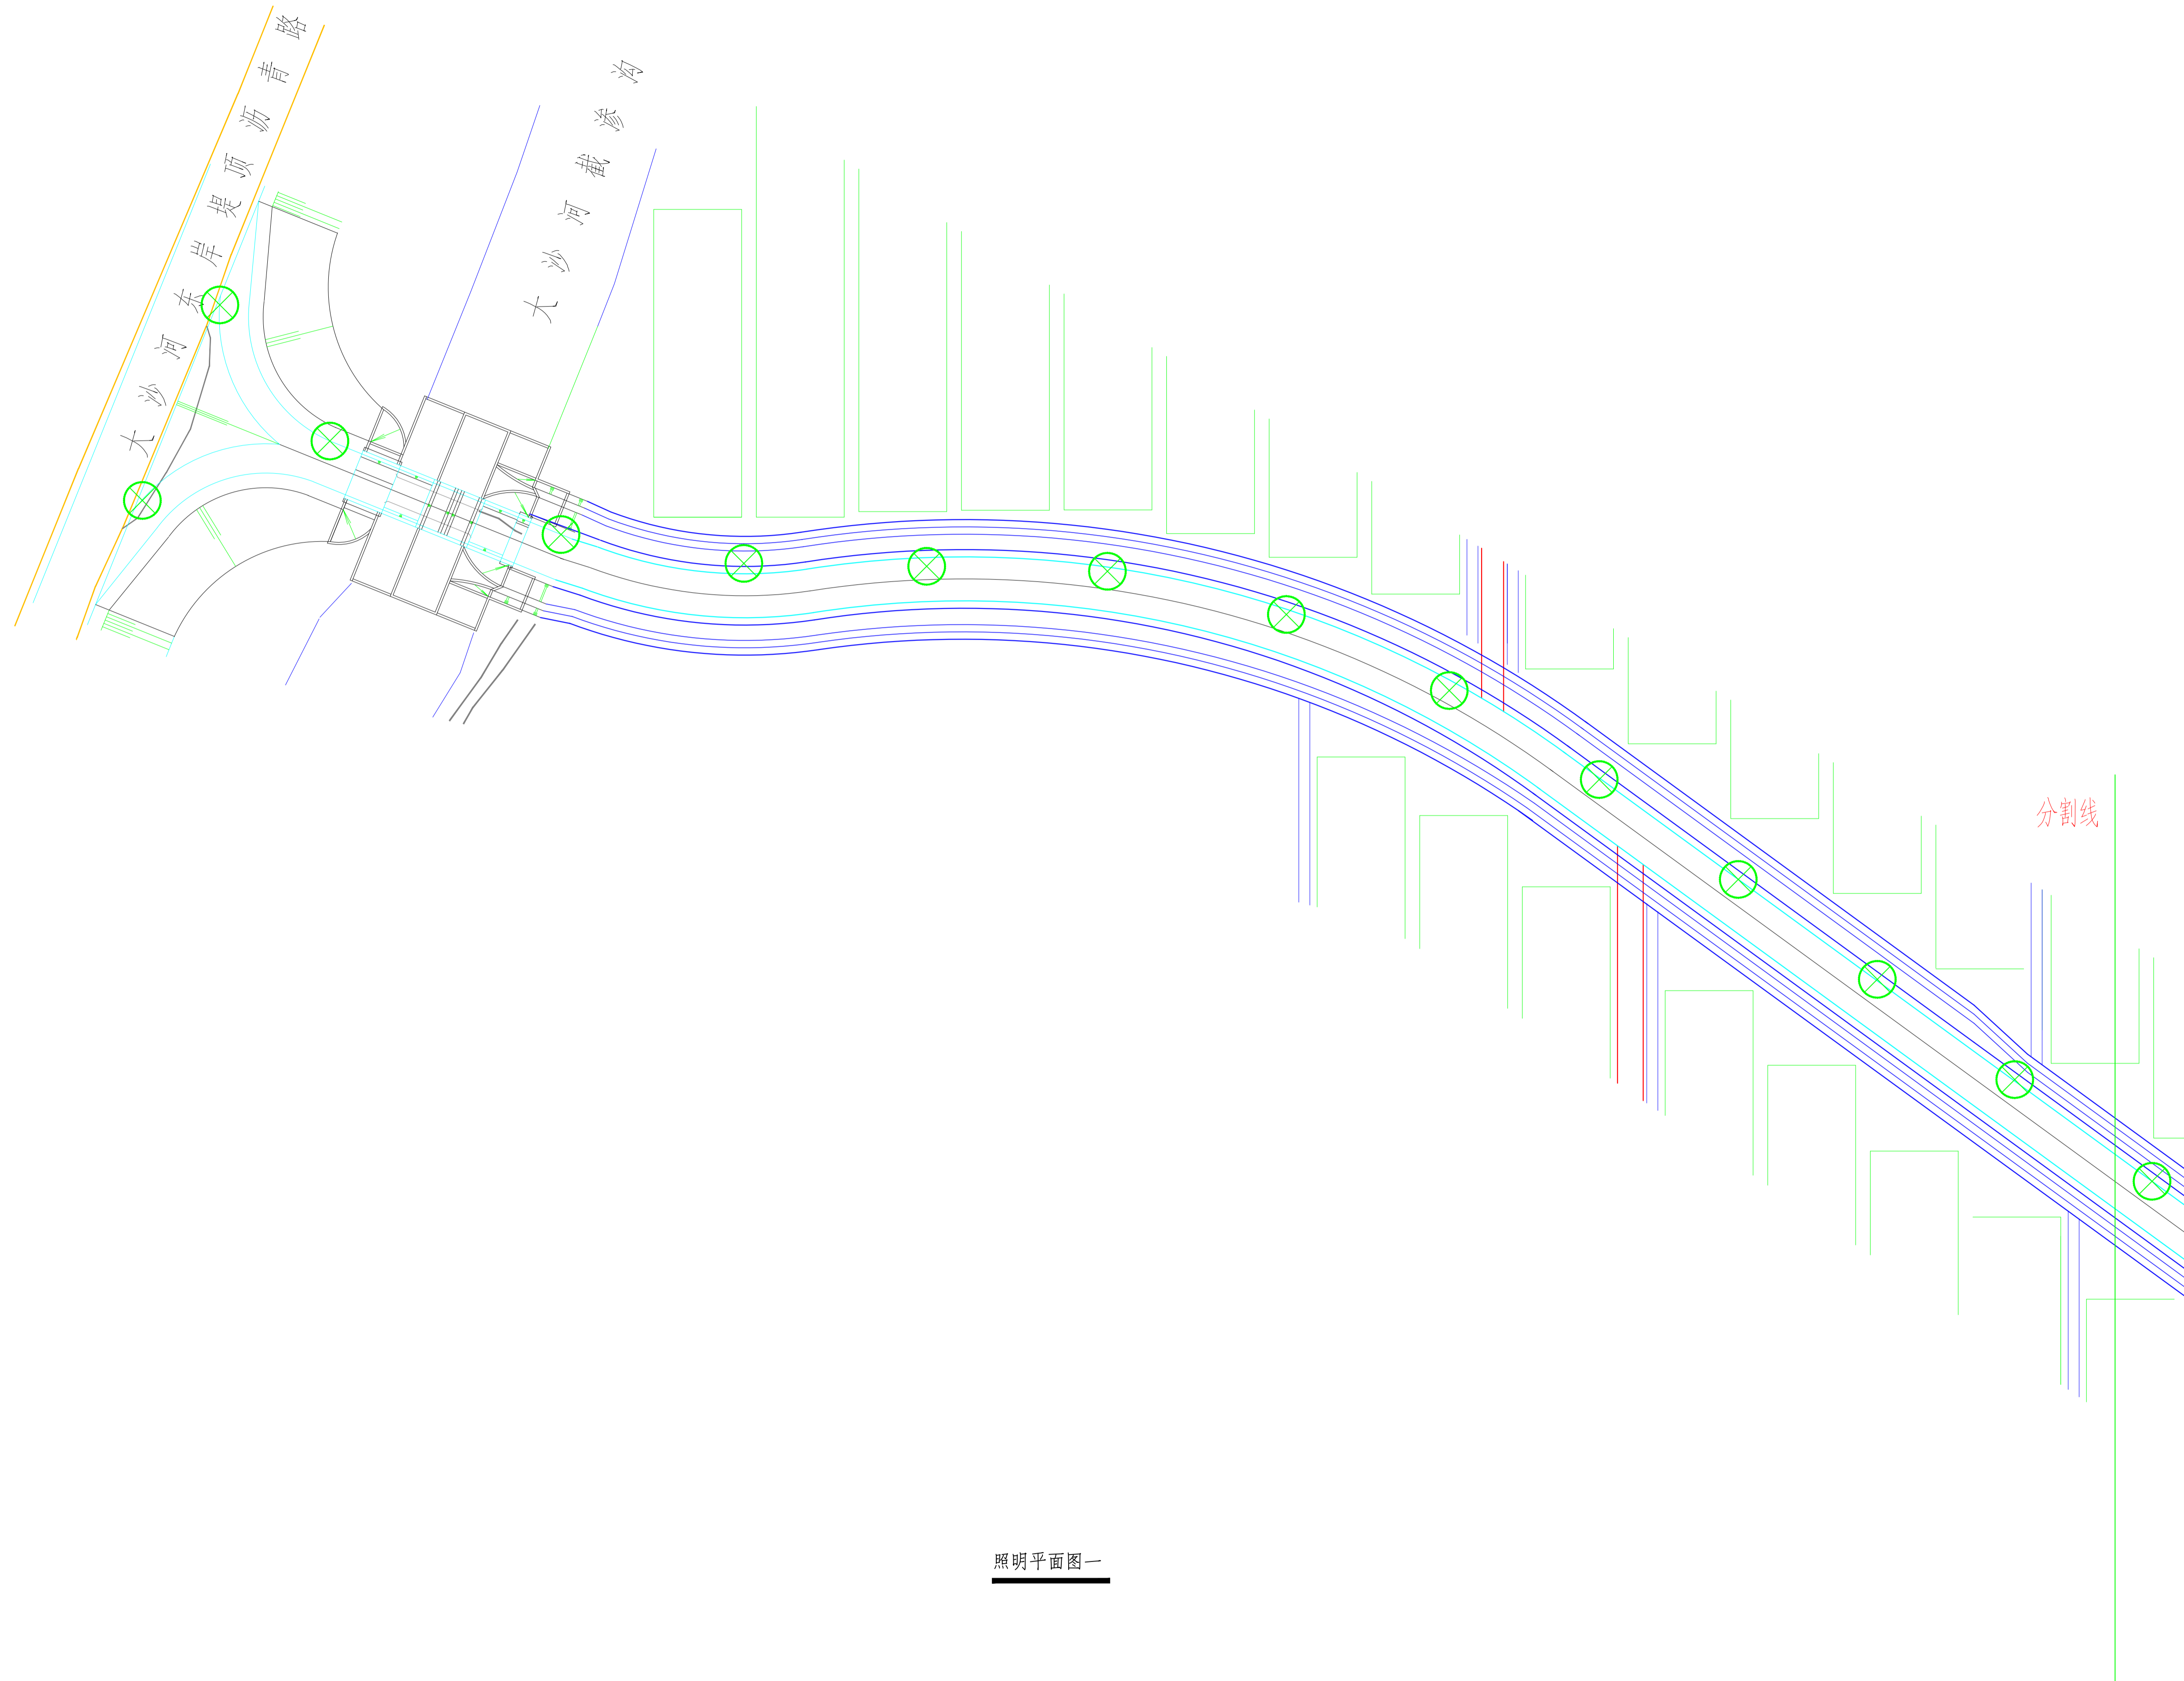 大沙河东岸堤顶沥青路
大沙河截渗沟
分割线
照明平面图一